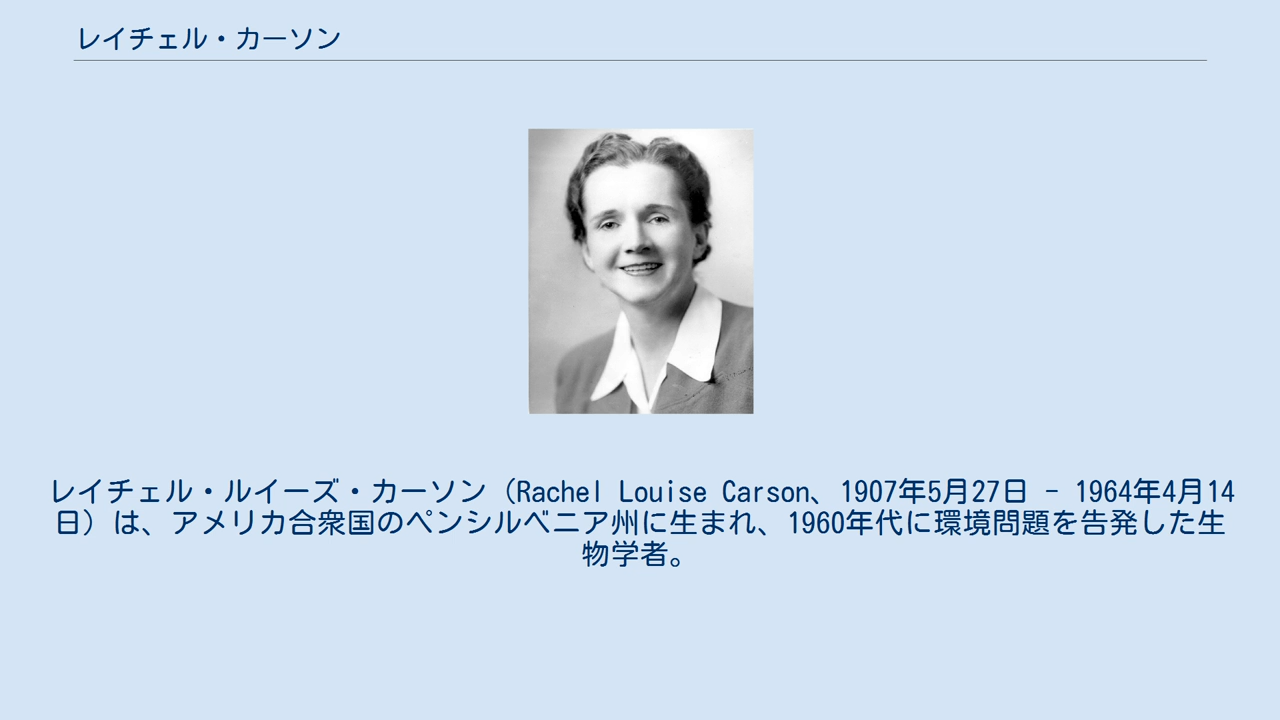 レイチェル・カーソン
レイチェル・ルイーズ・カーソン（Rachel Louise Carson、1907年5月27日 - 1964年4月14
日）は、アメリカ合衆国のペンシルベニア州に生まれ、1960年代に環境問題を告発した生
物学者。